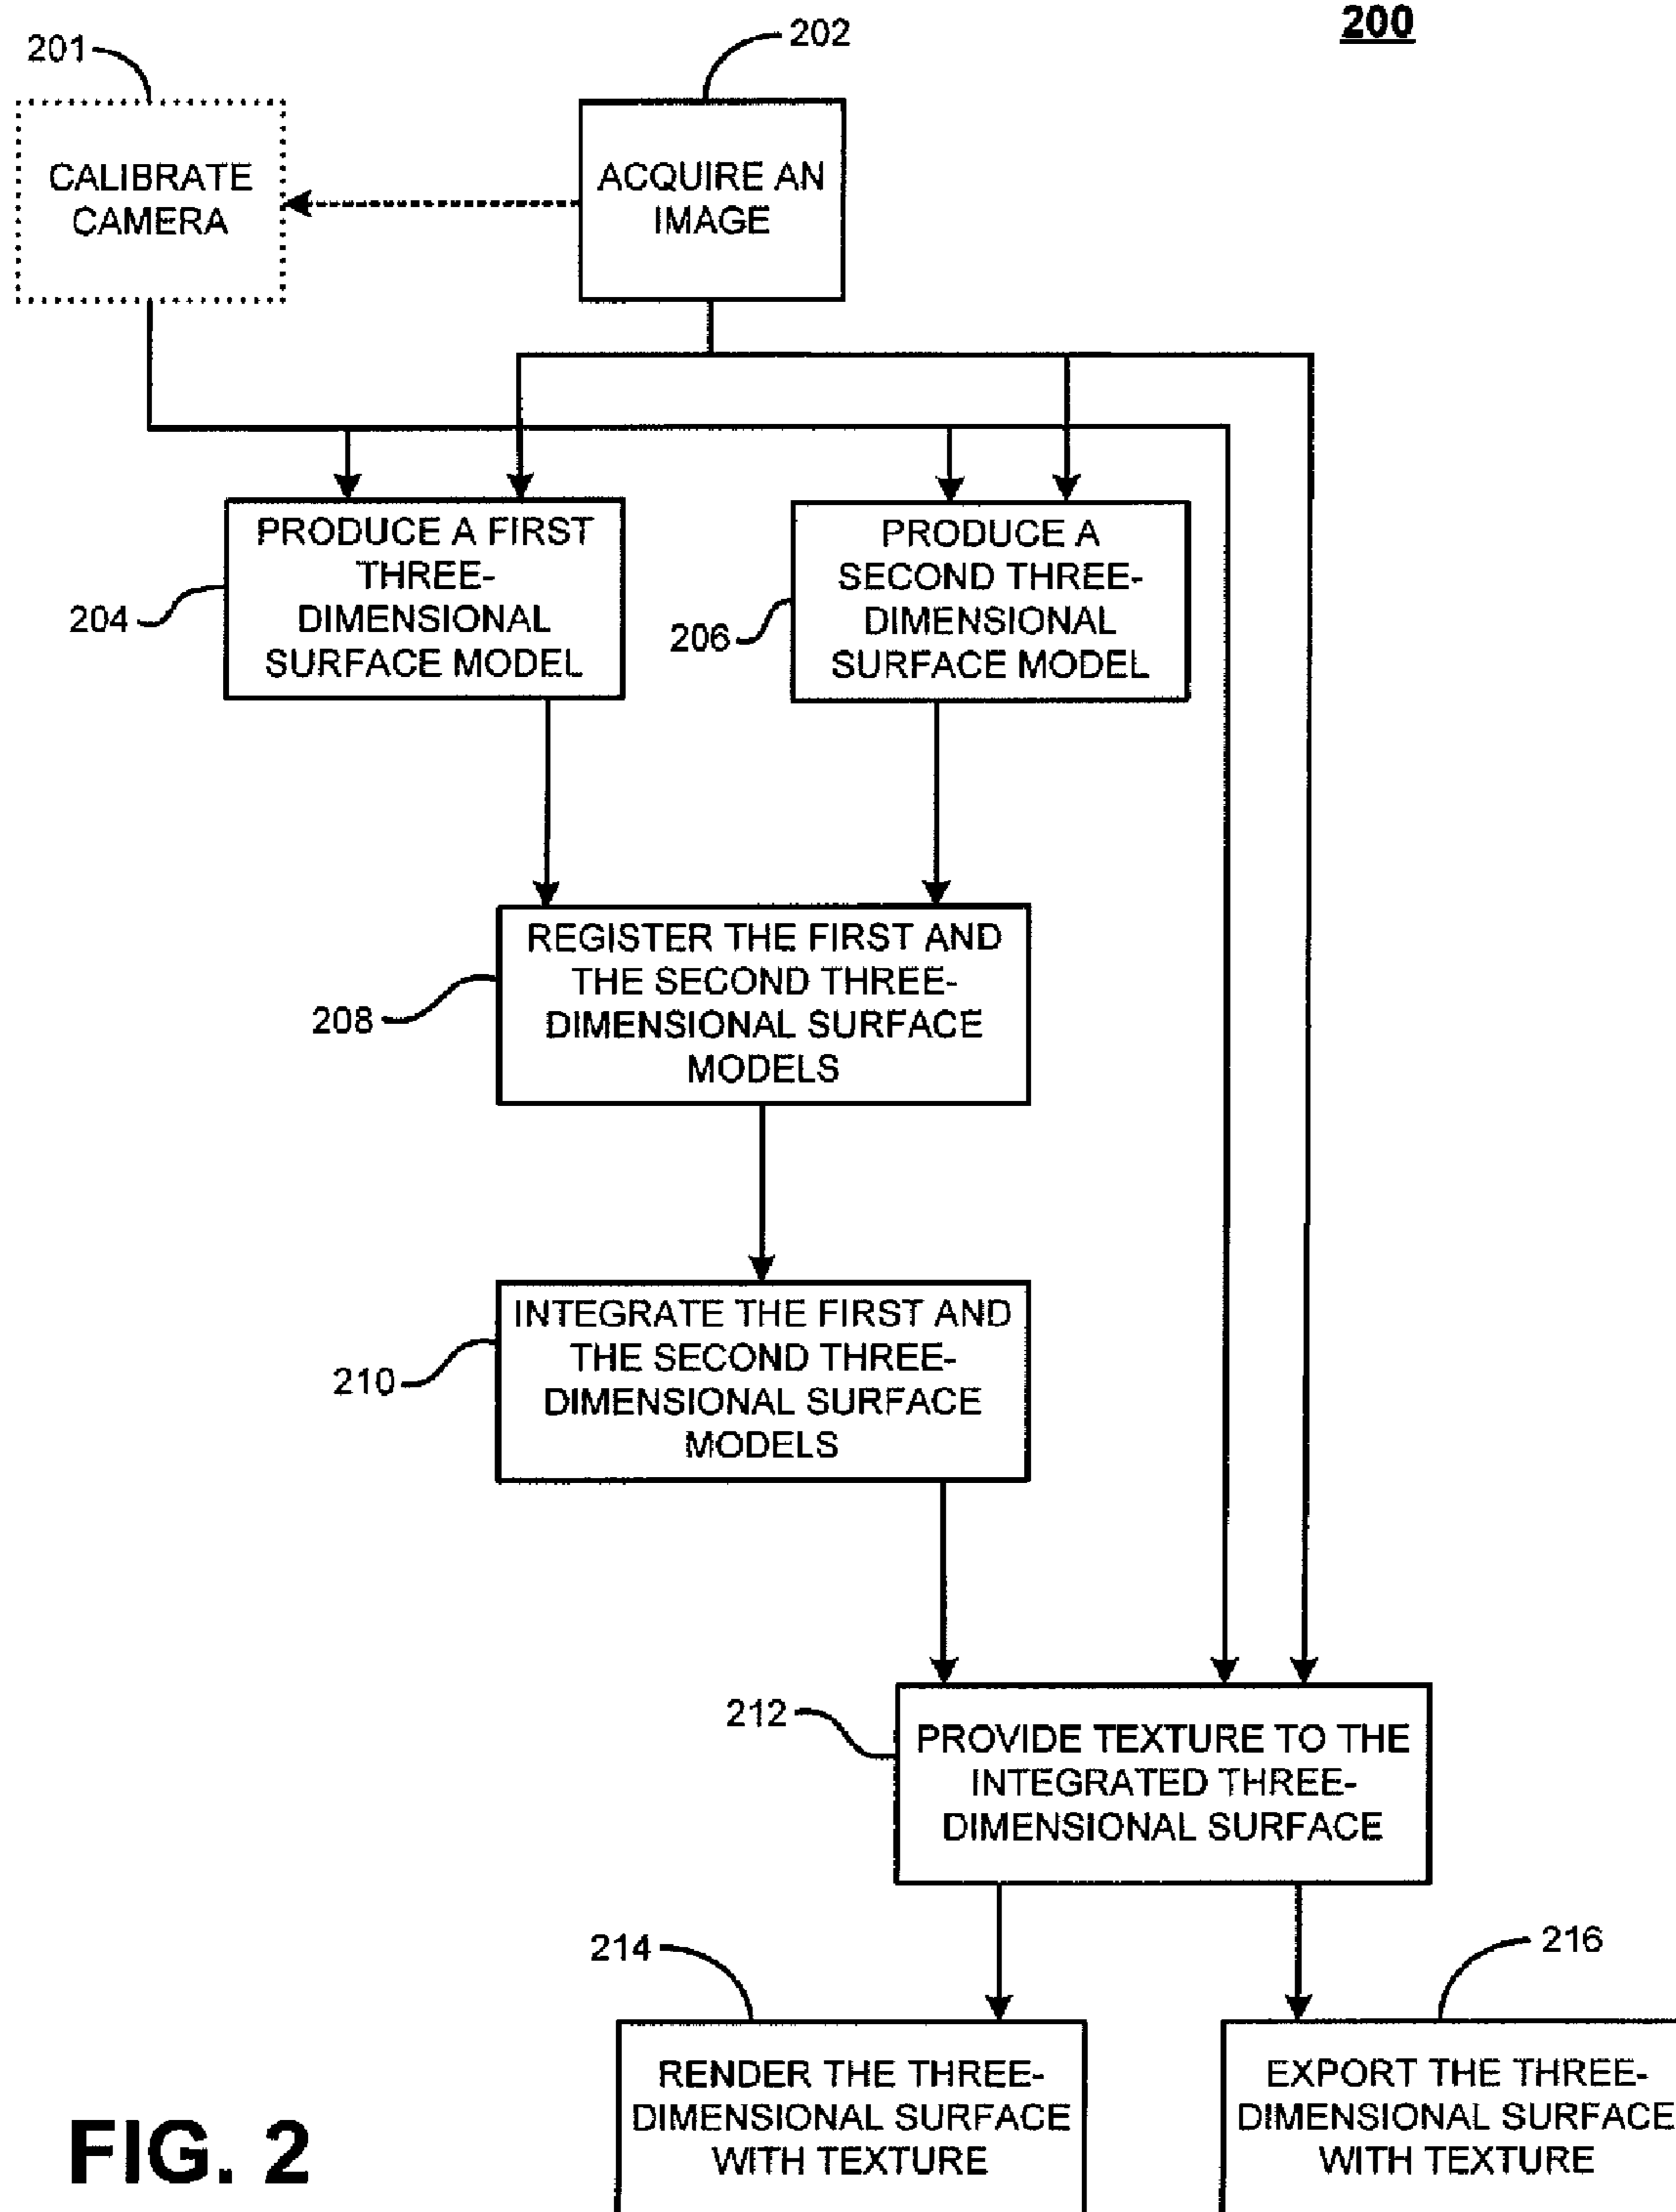 200
201
202
CALIBRATE
CAMERA
ACQUIRE AN
IMAGE
PRODUCE A FIRST
THREE-
DIMENSIONAL
SURFACE MODEL
204
PRODUCE A
SECOND THREE-
DIMENSIONAL
SURFACE MODEL
206
REGISTER THE FIRST AND
THE SECOND THREE-
DIMENSIONAL SURFACE
MODELS
208
INTEGRATE THE FIRST AND
THE SECOND THREE-
DIMENSIONAL SURFACE
MODELS
210
212
PROVIDE TEXTURE TO THE
INTEGRATED THREE-
DIMENSIONAL SURFACE
214
216
RENDER THE THREE-
DIMENSIONAL SURFACE
WITH TEXTURE
EXPORT THE THREE-
DIMENSIONAL SURFACE
WITH TEXTURE
FIG. 2